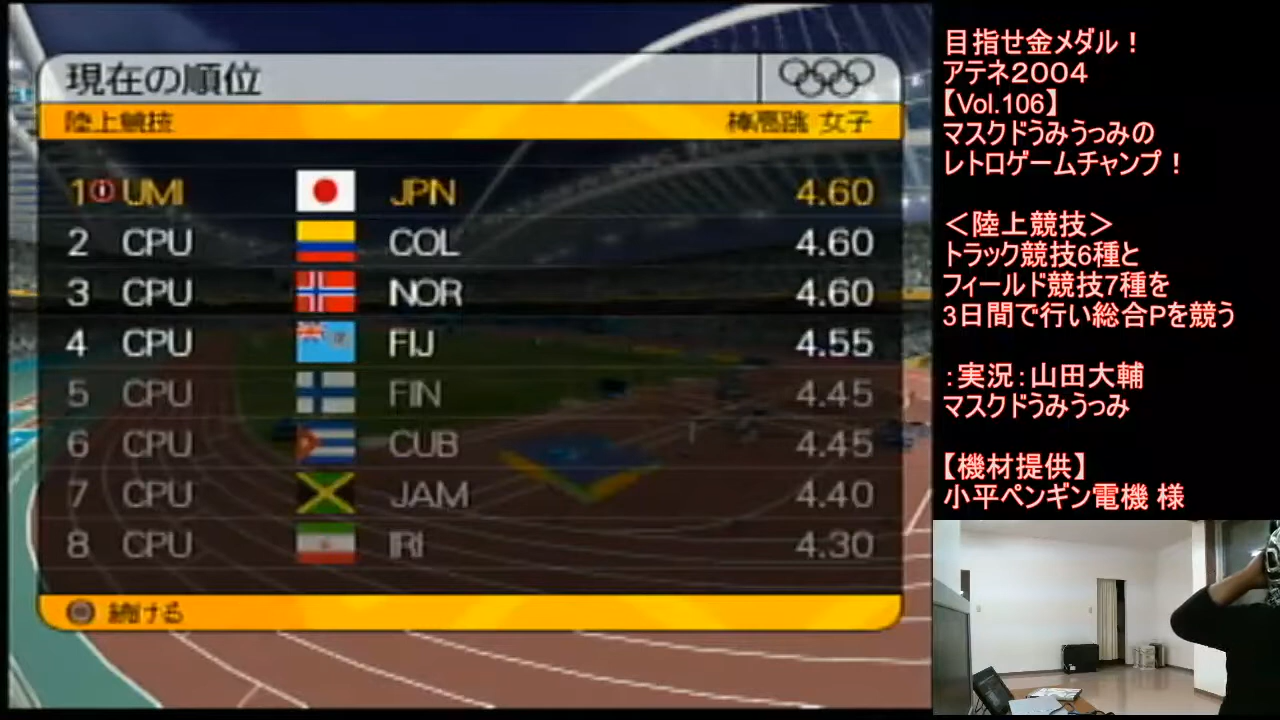 現在の順位
陸上競技 棒高跳 女子
1 UMI JPN 4.60
2 CPU COL 4.60
3 CPU NOR 4.60
4 CPU FIJ 4.55
5 CPU FIN 4.45
6 CPU CUB 4.45
7 CPU JAM 4.40
8 CPU IRI 4.30
続ける
目指せ金メダル！
アテネ２００４
【Vol.106】
マスクドうみうっみの
レトロゲームチャンプ！
＜陸上競技＞
トラック競技6種と
フィールド競技7種を
3日間で行い総合Pを競う
：実況：山田大輔
マスクドうみうっみ
【機材提供】
小平ペンギン電機 様